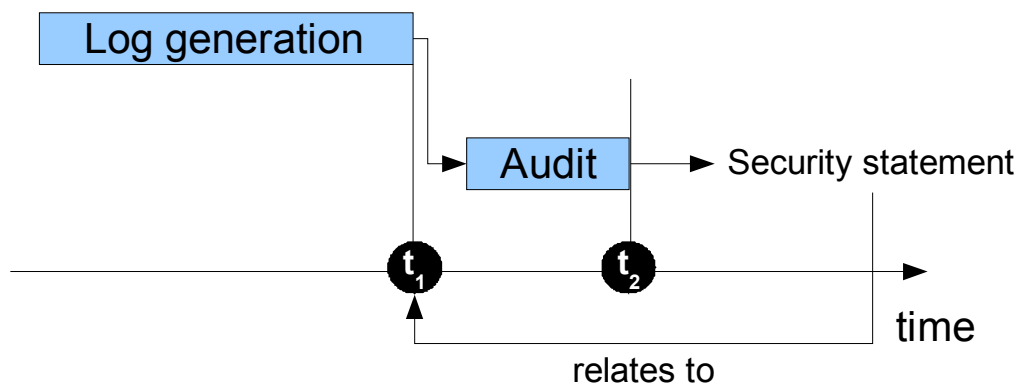 Log generation
Audit
Security statement
t1
t2
time
relates to